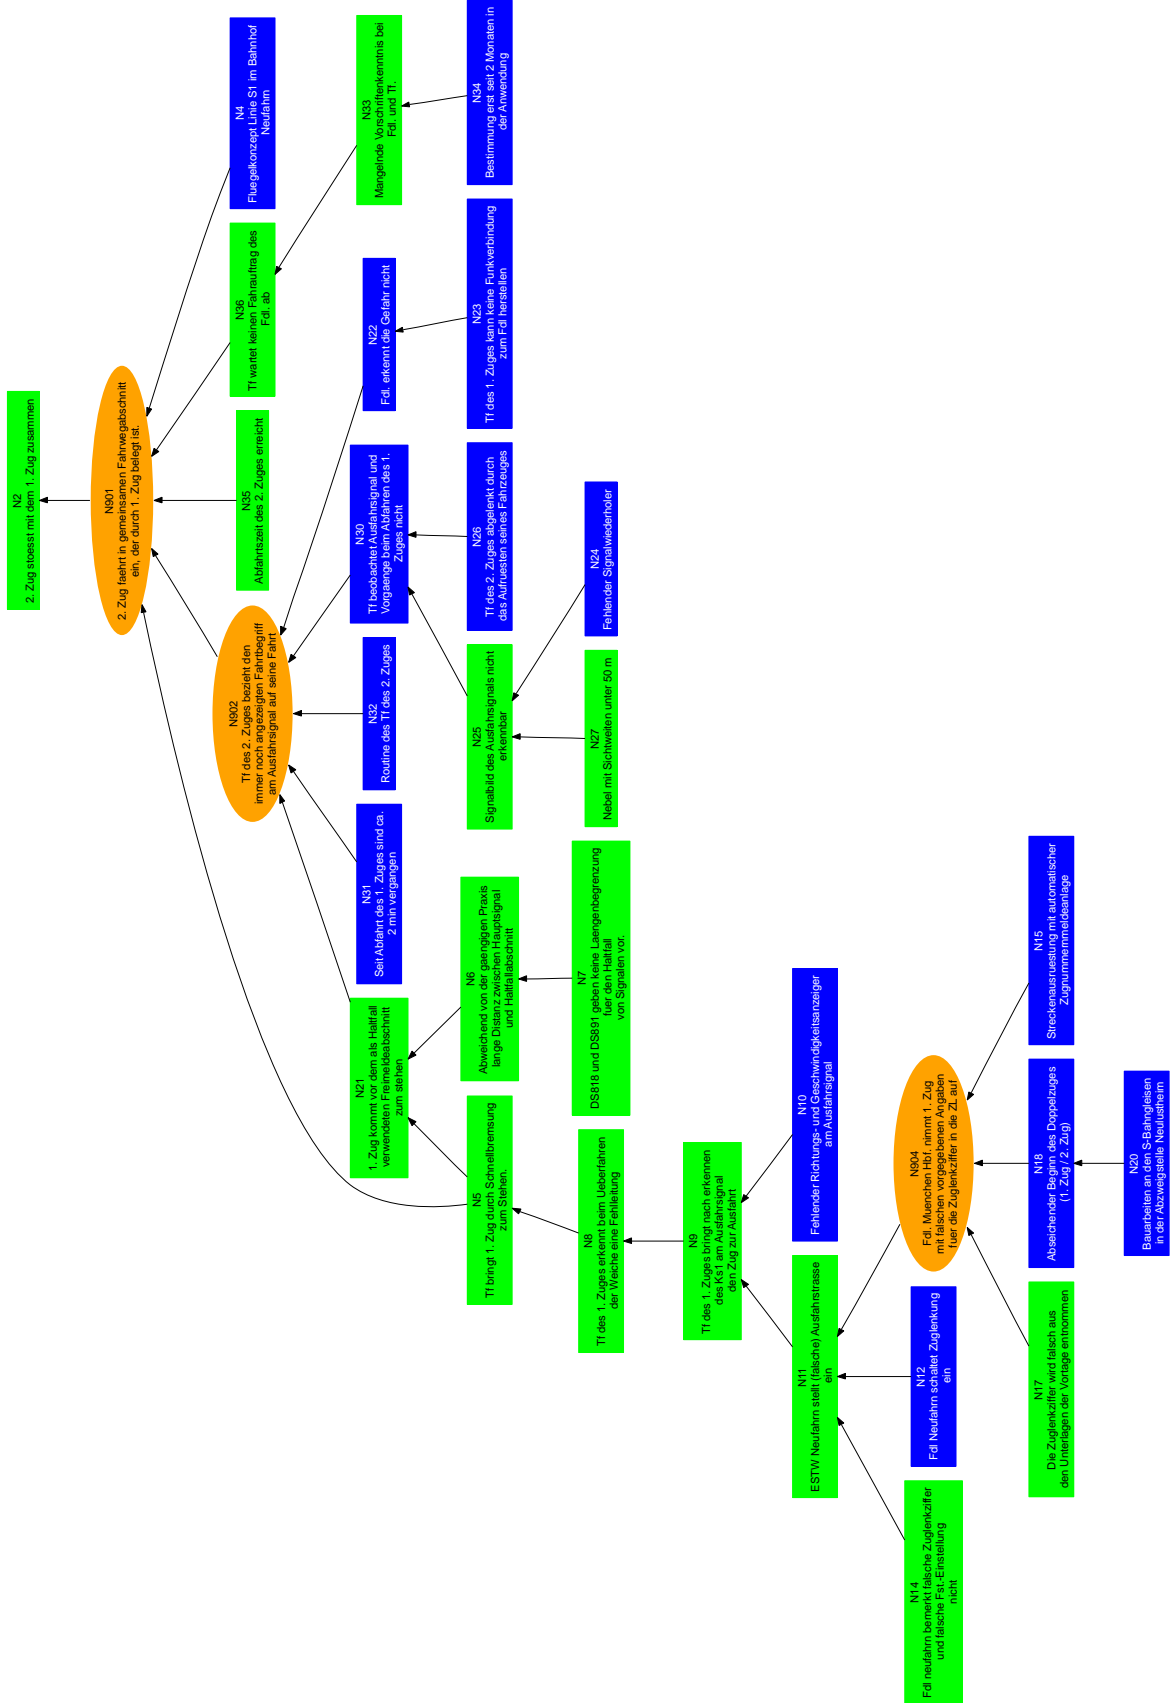 N2
2. Zug stoesst mit dem 1. Zug zusammen
N901
2. Zug faehrt in gemeinsamen Fahrwegabschnitt
ein, der durch 1. Zug belegt ist.
N902
Tf des 2. Zuges bezieht den
immer noch angezeigten Fahrtbegriff
am Ausfahrsignal auf seine Fahrt
N35
Abfahrtszeit des 2. Zuges erreicht
N36
Tf wartet keinen Fahrauftrag des
Fdl. ab
N4
Fluegelkonzept Linie S1 im Bahnhof
Neufahrn
N21
1. Zug kommt vor dem als Haltfall
verwendeten Freimeldeabschnitt
zum stehen
N31
Seit Abfahrt des 1. Zuges sind ca.
2 min vergangen
N32
Routine des Tf des 2. Zuges
N30
Tf beobachtet Ausfahrsignal und
Vorgaenge beim Abfahren des 1.
Zuges nicht
N22
Fdl. erkennt die Gefahr nicht
N33
Mangelnde Vorschriftenkenntnis bei
Fdl. und Tf.
N5
Tf bringt 1. Zug durch Schnellbremsung
zum Stehen.
N6
Abweichend von der gaengigen Praxis
lange Distanz zwischen Hauptsignal
und Haltfallabschnitt
N25
Signalbild des Ausfahrsignals nicht
erkennbar
N26
Tf des 2. Zuges abgelenkt durch
das Aufruesten seines Fahrzeuges
N23
Tf des 1. Zuges kann keine Funkverbindung
zum Fdl herstellen
N34
Bestimmung erst seit 2 Monaten in
der Anwendung
N8
Tf des 1. Zuges erkennt beim Ueberfahren
der Weiche eine Fehlleitung
N7
DS818 und DS891 geben keine Laengenbegrenzung
fuer den Haltfall
von Signalen vor.
N27
Nebel mit Sichtweiten unter 50 m
N24
Fehlender Signalwiederholer
N9
Tf des 1. Zuges bringt nach erkennen
des Ks1 am Ausfahrsignal
den Zug zur Ausfahrt
N11
ESTW Neufahrn stellt (falsche) Ausfahrstrasse
ein
N10
Fehlender Richtungs- und Geschwindigkeitsanzeiger
am Ausfahrsignal
N14
Fdl neufahrn bemerkt falsche Zuglenkziffer
und falsche Fst.-Einstellung
nicht
N12
Fdl Neufahrn schaltet Zuglenkung
ein
N904
Fdl. Muenchen Hbf. nimmt 1. Zug
mit falschen vorgegebenen Angaben
fuer die Zuglenkziffer in die ZL auf
N17
Die Zuglenkziffer wird falsch aus
den Unterlagen der Vortage entnommen
N18
Abseichender Beginn des Doppelzuges
(1. Zug / 2. Zug)
N15
Streckenausruestung mit automatischer
Zugnummernmeldeanlage
N20
Bauarbeiten an den S-Bahngleisen
in der Abzweigstelle Neulustheim